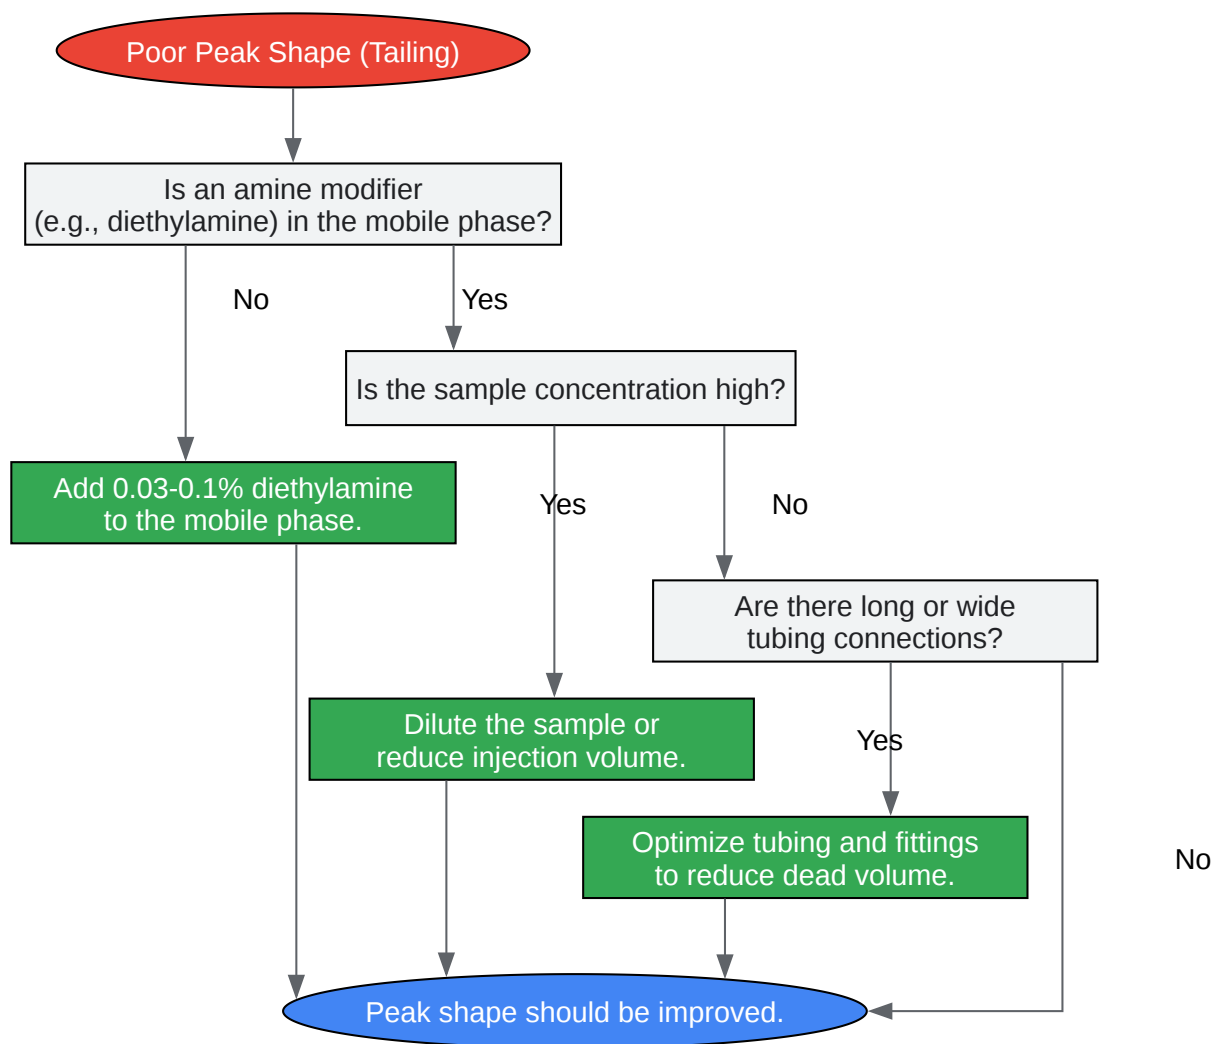 Poor Peak Shape (Tailing)
Is an amine modifier
(e.g., diethylamine) in the mobile phase?
No
Yes
Is the sample concentration high?
Add 0.03-0.1% diethylamine
to the mobile phase.
Yes
No
Are there long or wide
tubing connections?
Dilute the sample or
reduce injection volume.
Yes
Optimize tubing and fittings
to reduce dead volume.
No
Peak shape should be improved.